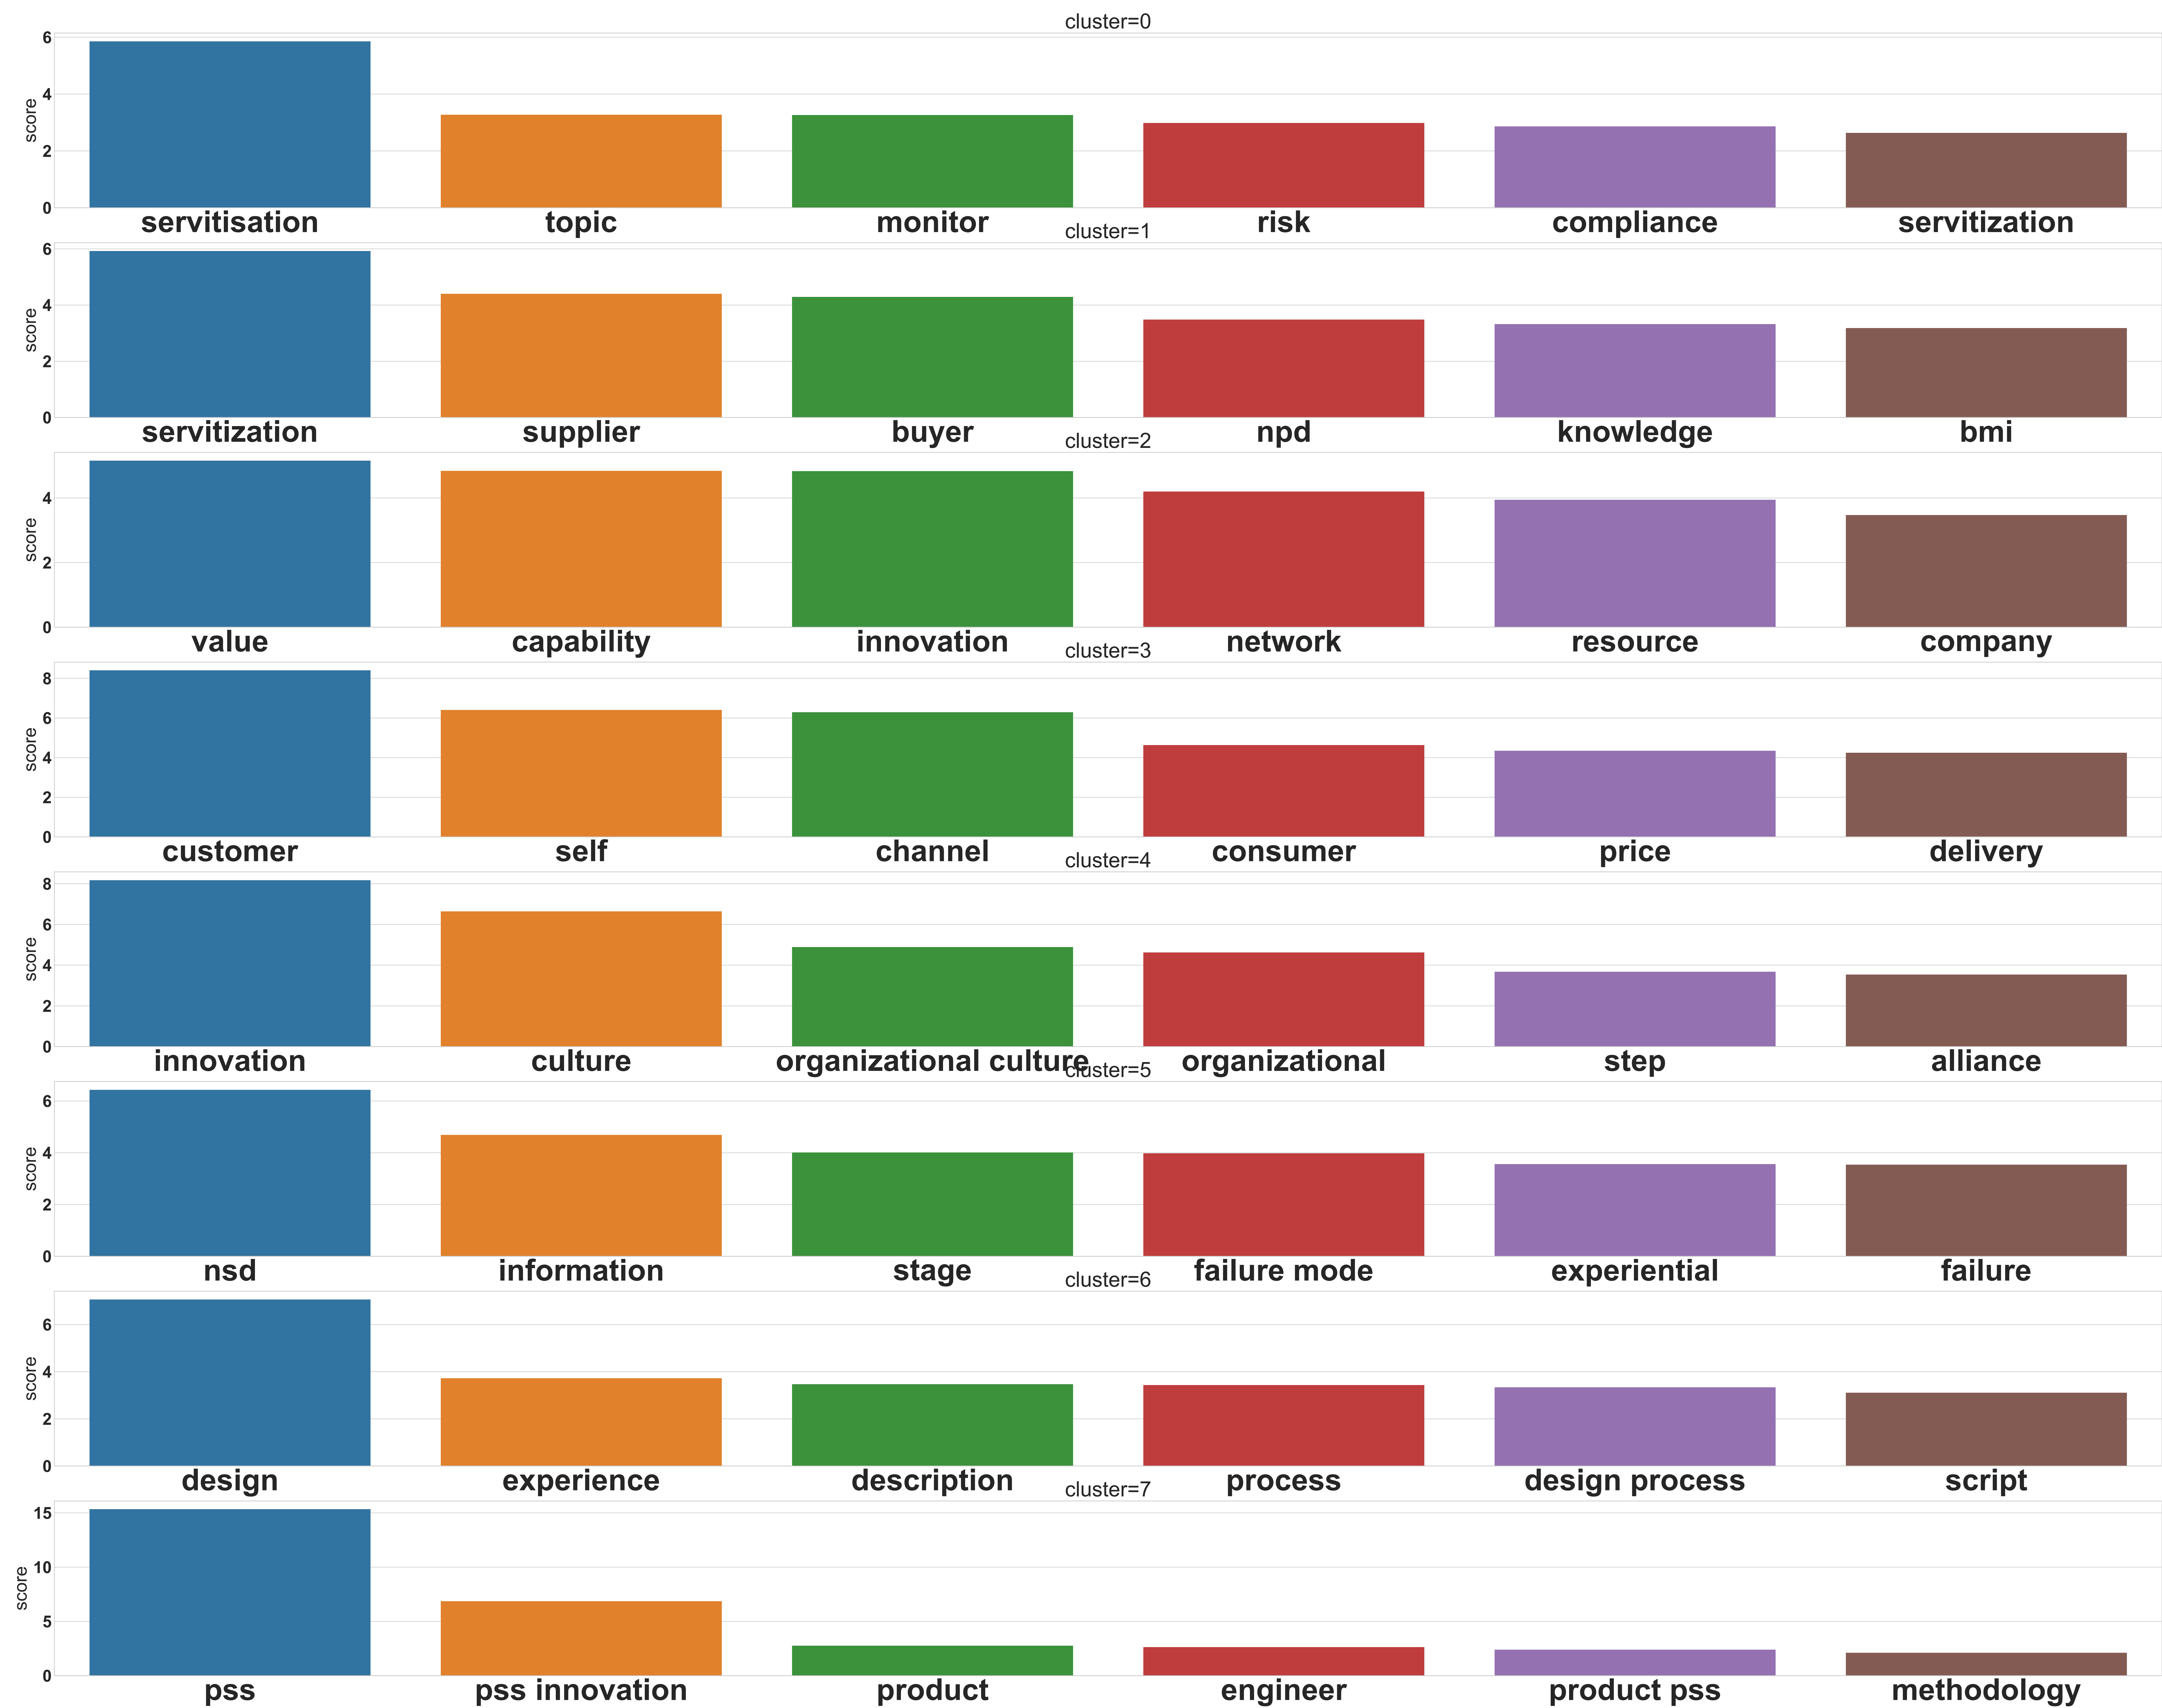 cluster=0
6
4
2
0
score
servitisation topic monitor risk compliance servitization
cluster=1
6
4
2
0
score
servitization supplier buyer npd knowledge bmi
cluster=2
4
2
0
score
value capability innovation network resource company
cluster=3
8
6
4
2
0
score
customer self channel consumer price delivery
cluster=4
8
6
4
2
0
score
innovation culture organizational culture organizational step alliance
cluster=5
6
4
2
0
score
nsd information stage failure mode experiential failure
cluster=6
6
4
2
0
score
design experience description process design process script
cluster=7
15
10
5
0
score
pss pss innovation product engineer product pss methodology